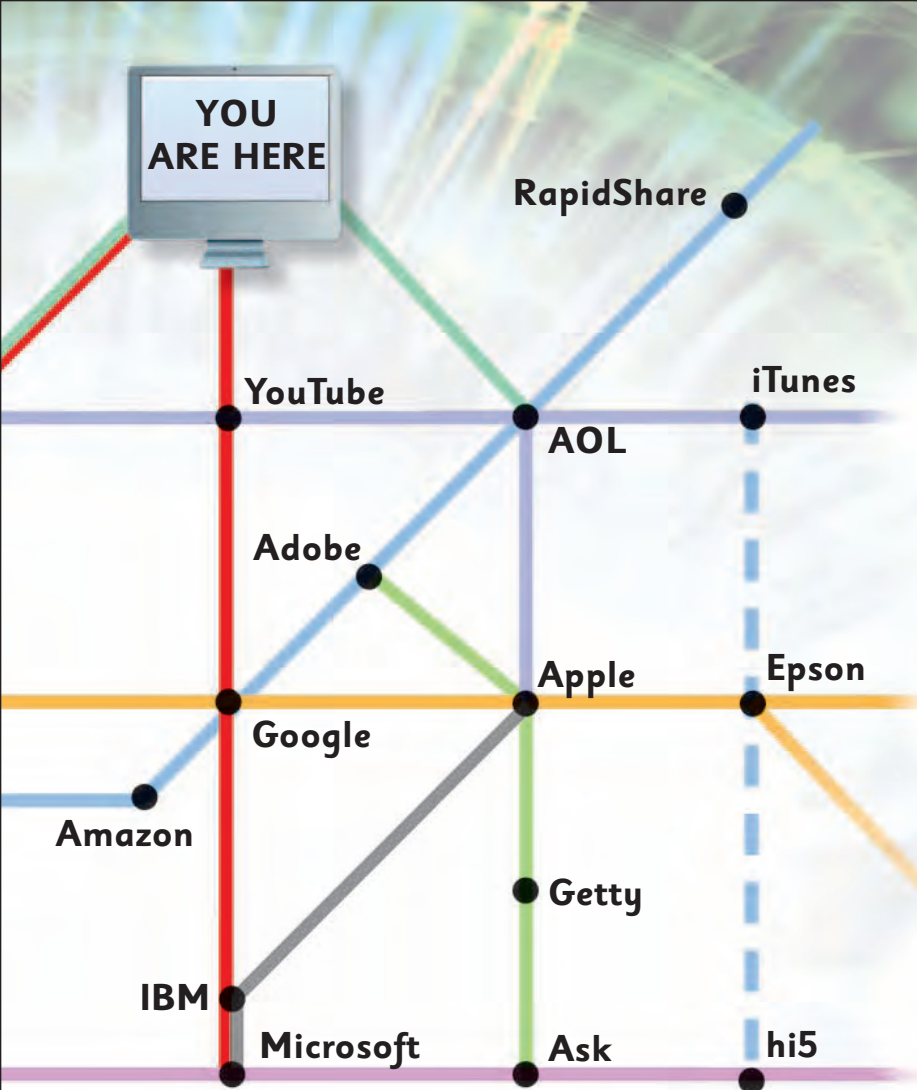 YOU
ARE HERE
RapidShare
iTunes
YouTube
AOL
Adobe
Epson
Apple
Google
Amazon
Getty
IBM
hi5
Microsoft
Ask